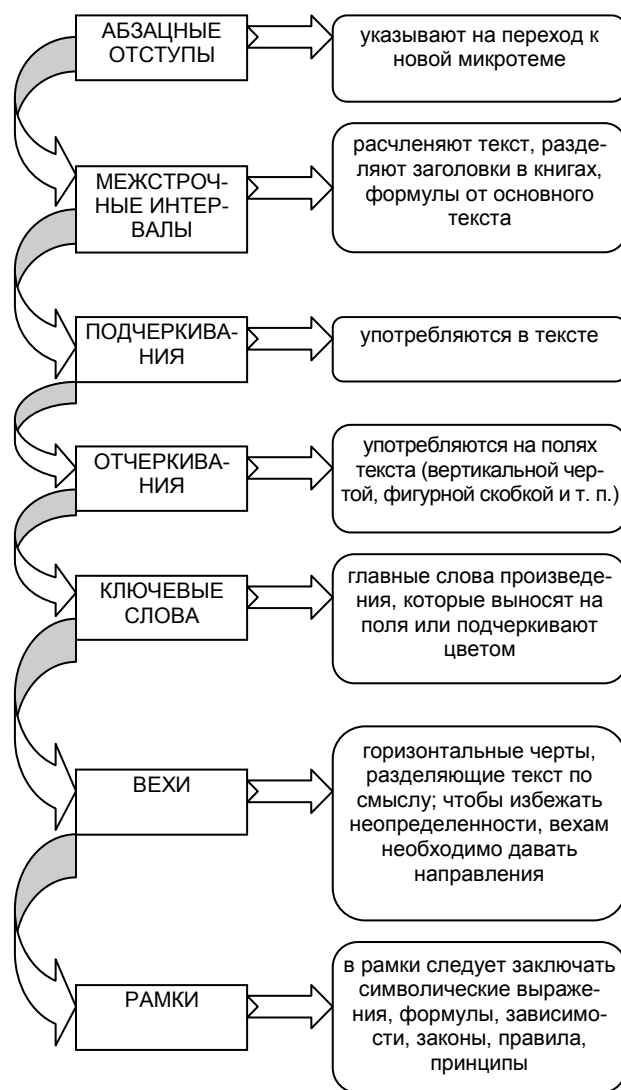 АБЗАЦНЫЕ
ОТСТУПЫ
указывают на переход к
новой микротеме
МЕЖСТРОЧ-
НЫЕ ИНТЕР-
ВАЛЫ
расчленяют текст, разде-
ляют заголовки в книгах,
формулы от основного
текста
ПОДЧЕРКИВА-
НИЯ
употребляются в тексте
ОТЧЕРКИВА-
НИЯ
употребляются на полях
текста (вертикальной чер-
той, фигурной скобкой и т. п.)
КЛЮЧЕВЫЕ
СЛОВА
главные слова произведе-
ния, которые выносят на
поля или подчеркивают
цветом
ВЕХИ
горизонтальные черты,
разделяющие текст по
смыслу; чтобы избежать
неопределенности, вехам
необходимо давать
направления
РАМКИ
в рамки следует заключать
символические выраже-
ния, формулы, зависимо-
сти, законы, правила,
принципы